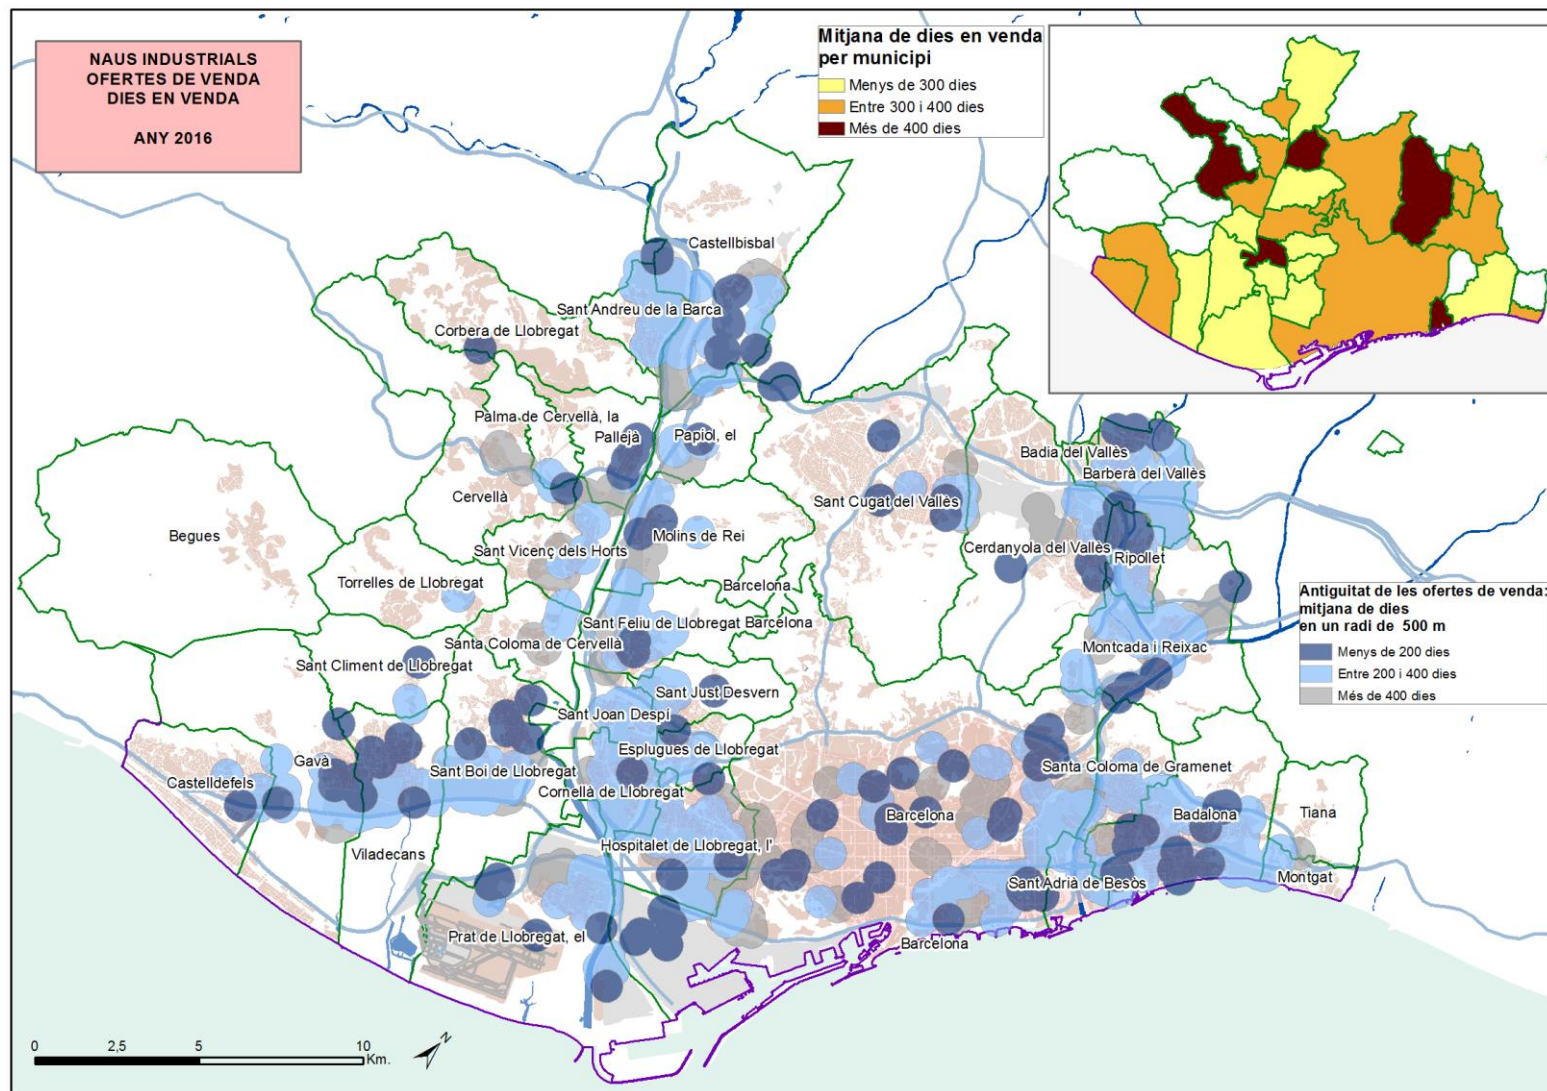 NAUS INDUSTRIALS
OFERTES DE VENDA
DIES EN VENDA
ANY 2016
Mitjana de dies en venda
per municipi
Menys de 300 dies
Entre 300 i 400 dies
Més de 400 dies
Castellbisbal
Sant Andreu de la Barca
Corbera de Llobregat
Palma de Cervellà, la
Pallejà
Papiol, el
Badia del Vallès
Barberà del Vallès
Cervellà
Sant Cugat del Vallès
Begues
Molins de Rei
Sant Vicenç dels Horts
Cerdanyola del Vallès
Ripollet
Torrelles de Llobregat
Barcelona
Antiguitat de les ofertes de venda:
mitjana de dies
en un radi de 500 m
Menys de 200 dies
Entre 200 i 400 dies
Més de 400 dies
Sant Feliu de Llobregat
Barcelona
Santa Coloma de Cervellà
Montcada i Reixac
Sant Climent de Llobregat
Sant Just Desvern
Sant Joan Despí
Esplugues de Llobregat
Gavà
Sant Boi de Llobregat
Santa Coloma de Gramenet
Castelldefels
Cornellà de Llobregat
Barcelona
Badalona
Tiana
Viladecans
Hospitalet de Llobregat, l'
Montgat
Sant Adrià de Besòs
Prat de Llobregat, el
Barcelona
N
0 2,5 5 10
Km.